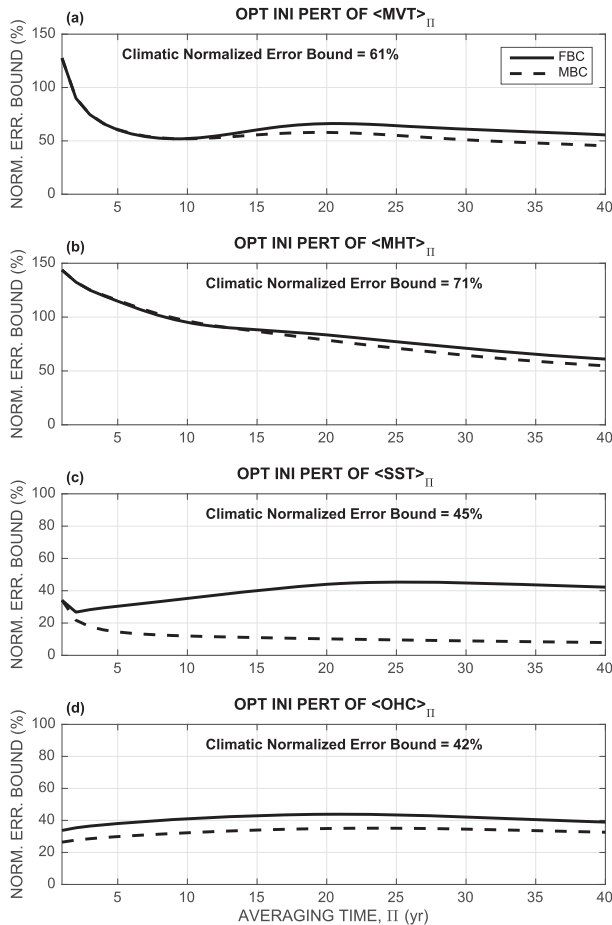 (a) OPT INI PERT OF <MVT>Π
Climatic Normalized Error Bound = 61%
FBC
MBC
NORM. ERR. BOUND (%)
150
100
50
0
5 10 15 20 25 30 35 40
(b) OPT INI PERT OF <MHT>Π
Climatic Normalized Error Bound = 71%
NORM. ERR. BOUND (%)
150
100
50
0
5 10 15 20 25 30 35 40
(c) OPT INI PERT OF <SST>Π
Climatic Normalized Error Bound = 45%
NORM. ERR. BOUND (%)
100
80
60
40
20
0
5 10 15 20 25 30 35 40
(d) OPT INI PERT OF <OHC>Π
Climatic Normalized Error Bound = 42%
NORM. ERR. BOUND (%)
100
80
60
40
20
0
5 10 15 20 25 30 35 40
AVERAGING TIME, Π (yr)